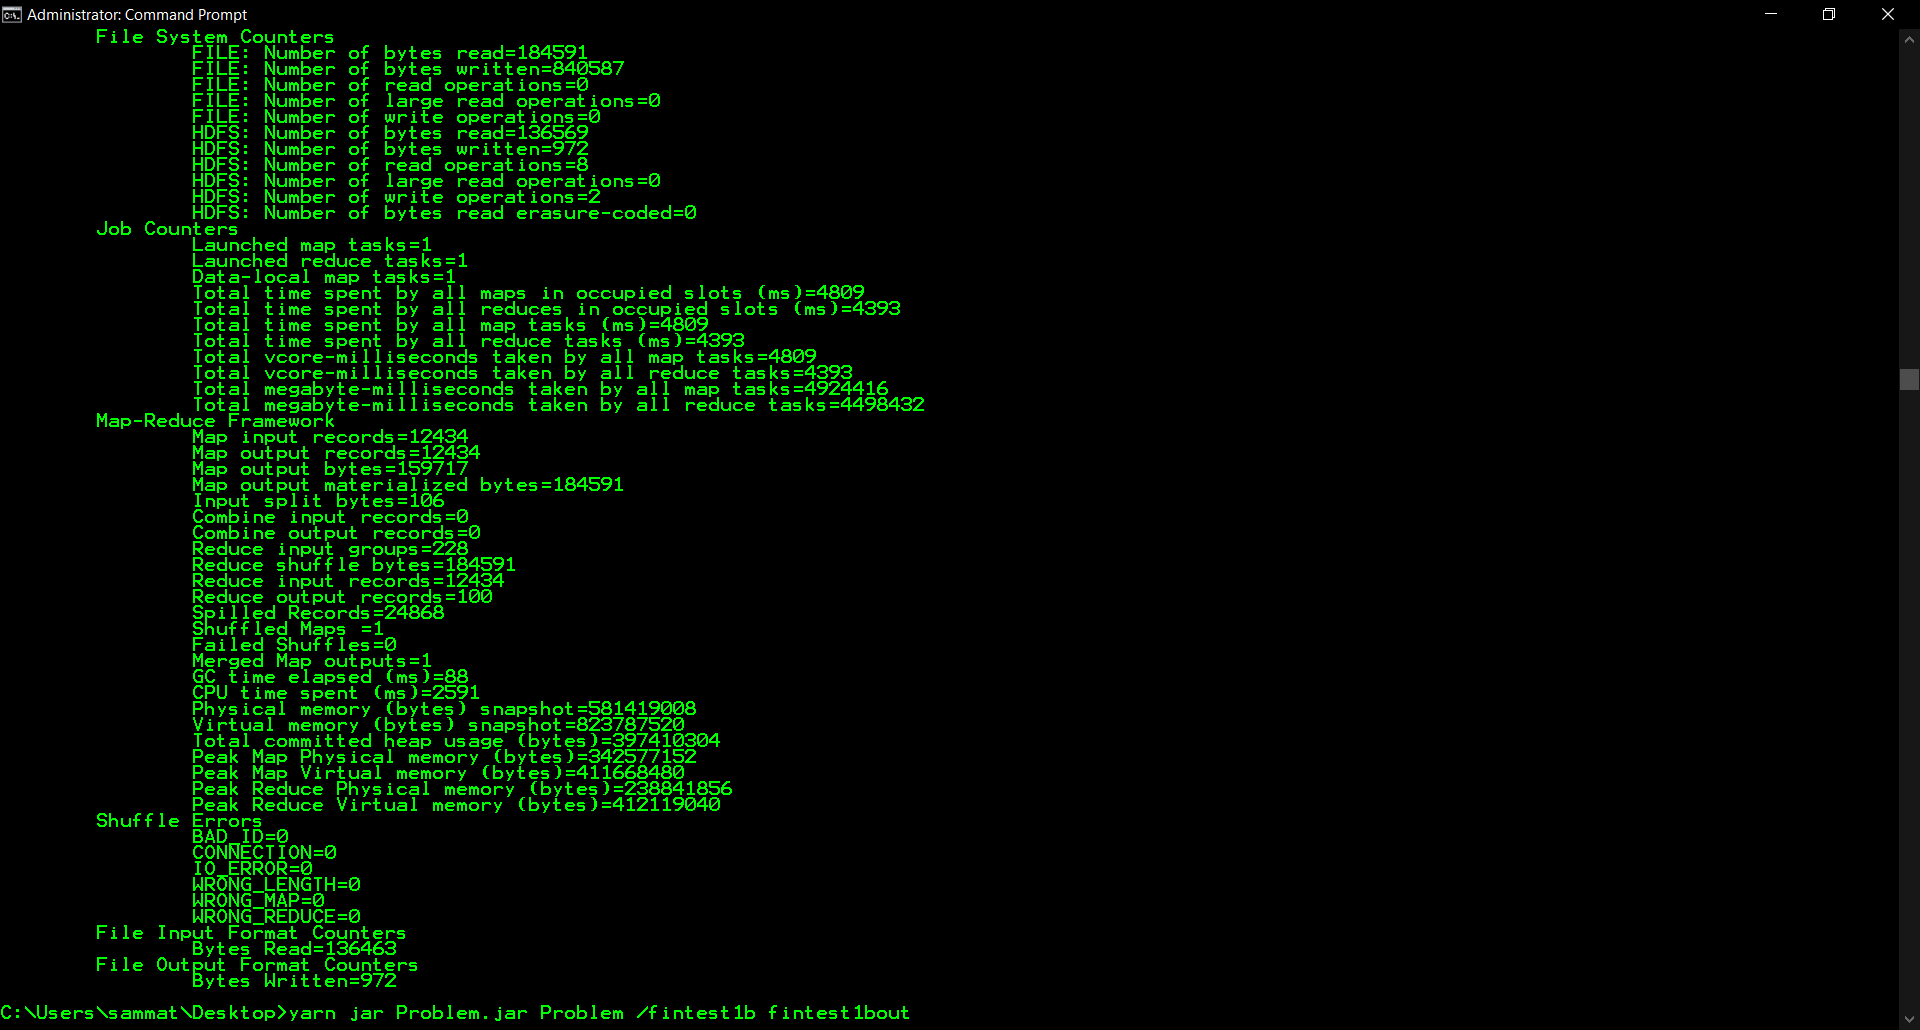 Administrator: Command Prompt
File System Counters
FILE: Number of bytes read=184591
FILE: Number of bytes written=840587
FILE: Number of read operations=0
FILE: Number of large read operations=0
FILE: Number of write operations=0
HDFS: Number of bytes read=136569
HDFS: Number of bytes written=972
HDFS: Number of read operations=8
HDFS: Number of large read operations=0
HDFS: Number of write operations=2
HDFS: Number of bytes read erasure-coded=0
Job Counters
Launched map tasks=1
Launched reduce tasks=1
Data-local map tasks=1
Total time spent by all maps in occupied slots (ms)=4809
Total time spent by all reduces in occupied slots (ms)=4393
Total time spent by all map tasks (ms)=4809
Total time spent by all reduce tasks (ms)=4393
Total vcore-milliseconds taken by all map tasks=4809
Total vcore-milliseconds taken by all reduce tasks=4393
Total megabyte-milliseconds taken by all map tasks=4924416
Total megabyte-milliseconds taken by all reduce tasks=4498432
Map-Reduce Framework
Map input records=12434
Map output records=12434
Map output bytes=159717
Map output materialized bytes=184591
Input split bytes=106
Combine input records=0
Combine output records=0
Reduce input groups=228
Reduce shuffle bytes=184591
Reduce input records=12434
Reduce output records=100
Spilled Records=24868
Shuffled Maps =1
Failed Shuffles=0
Merged Map outputs=1
GC time elapsed (ms)=88
CPU time spent (ms)=2591
Physical memory (bytes) snapshot=581419008
Virtual memory (bytes) snapshot=823787520
Total committed heap usage (bytes)=397410304
Peak Map Physical memory (bytes)=342577152
Peak Map Virtual memory (bytes)=411668480
Peak Reduce Physical memory (bytes)=238841856
Peak Reduce Virtual memory (bytes)=412119040
Shuffle Errors
BAD_ID=0
CONNECTION=0
IO_ERROR=0
WRONG_LENGTH=0
WRONG_MAP=0
WRONG_REDUCE=0
File Input Format Counters
Bytes Read=136463
File Output Format Counters
Bytes Written=972
C:\Users\sammat\Desktop>yarn jar Problem.jar Problem /fintest1b fintest1bout